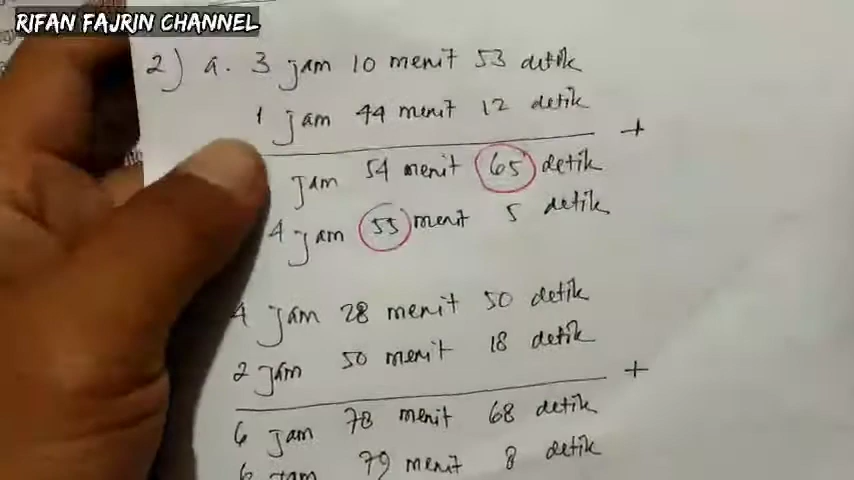 RIFAN FAJRIN CHANNEL
2) a. 3 jam 10 menit 53 detik
1 jam 44 menit 12 detik
+
jam 54 menit 65 detik
4 jam 55 menit 5 detik
4 jam 28 menit 50 detik
2 jam 50 menit 18 detik
+
6 jam 78 menit 68 detik
6 jam 79 menit 8 detik